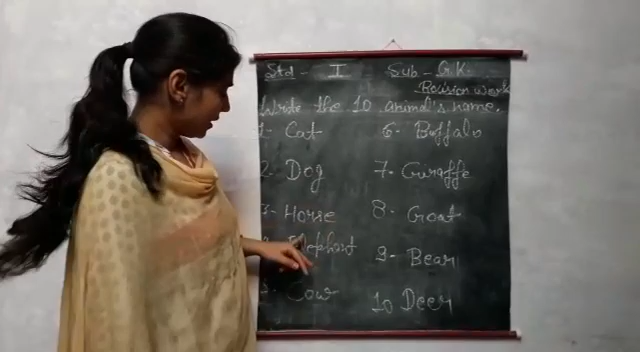 Std - I Sub - G.K.
Revision work
Write the 10 animal's name.
1- Cat 6- Buffalo
2- Dog 7- Giraffe
3- Horse 8- Goat
Elephant 9- Bear
5- Cow 10 Deer